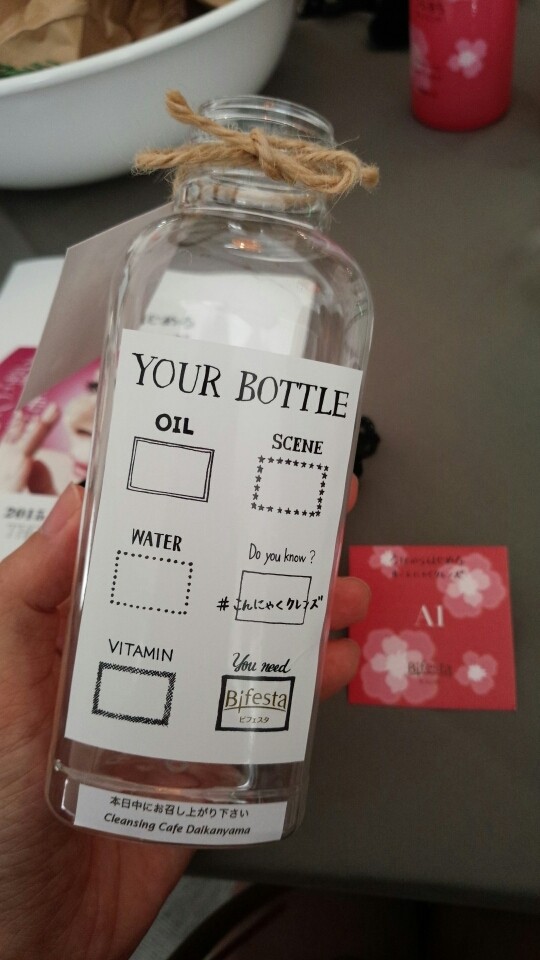 YOUR BOTTLE
OIL
SCENE
WATER
Do you know?
#こんにゃくクレンズ"
VITAMIN
You need
Bifesta
ビフェスタ
本日中にお召し上がり下さい
Cleansing Cafe Daikanyama
AI
Bifesta